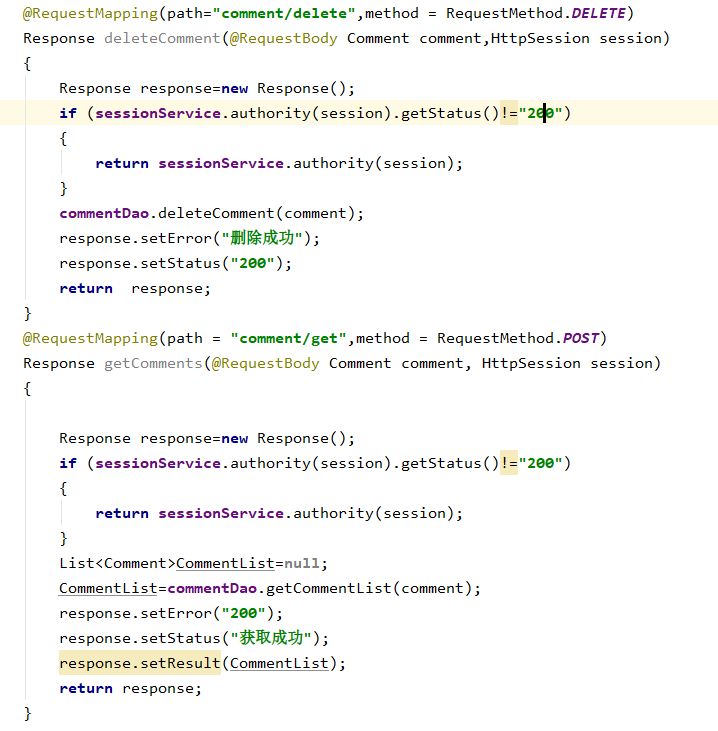 @RequestMapping(path="comment/delete",method = RequestMethod.DELETE)
Response deleteComment(@RequestBody Comment comment,HttpSession session)
{
    Response response=new Response();
    if (sessionService.authority(session).getStatus()!="200")
    {
        return sessionService.authority(session);
    }
    commentDao.deleteComment(comment);
    response.setError("删除成功");
    response.setStatus("200");
    return  response;
}
@RequestMapping(path = "comment/get",method = RequestMethod.POST)
Response getComments(@RequestBody Comment comment, HttpSession session)
{
    Response response=new Response();
    if (sessionService.authority(session).getStatus()!="200")
    {
        return sessionService.authority(session);
    }
    List<Comment>CommentList=null;
    CommentList=commentDao.getCommentList(comment);
    response.setError("200");
    response.setStatus("获取成功");
    response.setResult(CommentList);
    return response;
}